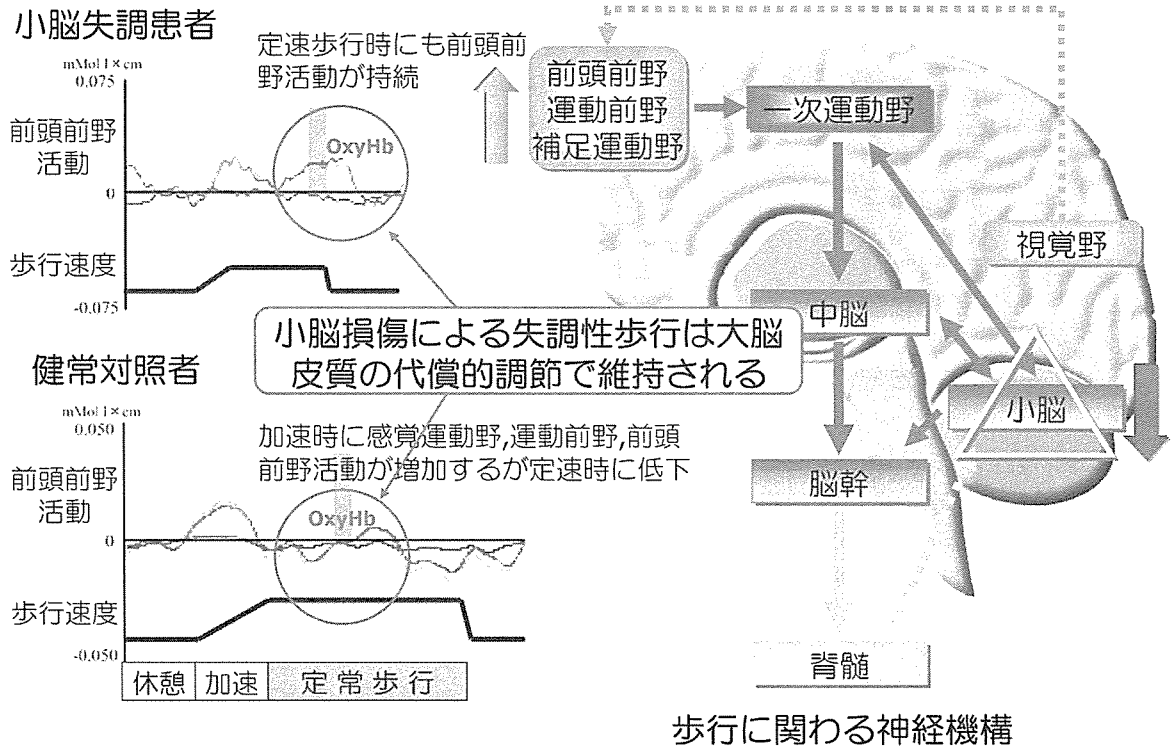 小脳失調患者
mMol l×cm
0.075
定速歩行時にも前頭前
野活動が持続
前頭前野
活動
OxyHb
0
歩行速度
-0.075
小脳損傷による失調性歩行は大脳
皮質の代償的調節で維持される
健常対照者
mMol l×cm
0.050
加速時に感覚運動野,運動前野,前頭
前野活動が増加するが定速時に低下
前頭前野
活動
OxyHb
0
歩行速度
-0.050
休憩 加速 定常歩行
前頭前野
運動前野
補足運動野
一次運動野
視覚野
中脳
小脳
脳幹
脊髄
歩行に関わる神経機構